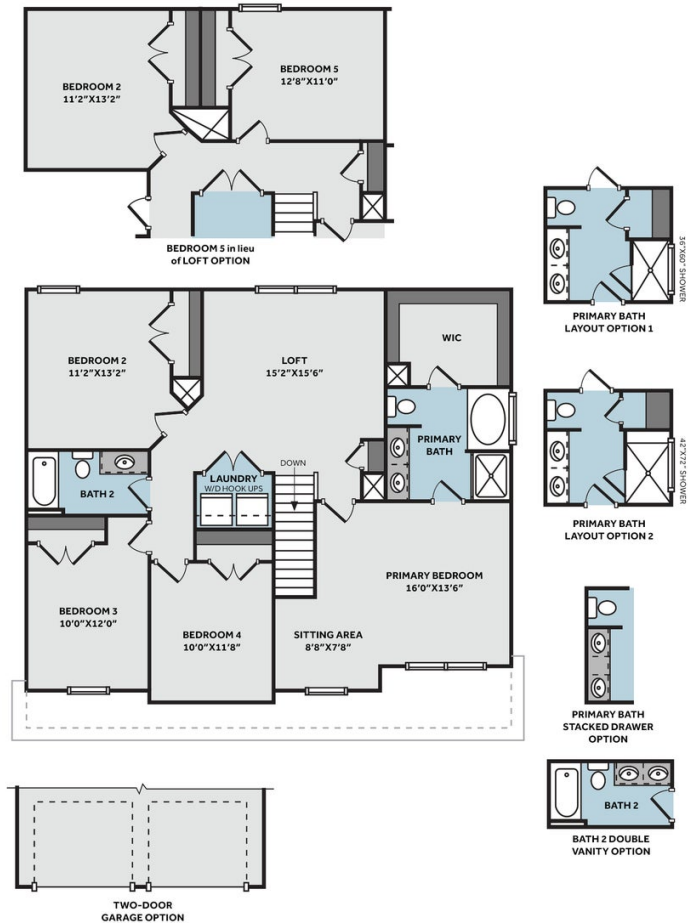 BEDROOM 2
11'2"X13'2"
BEDROOM 5
12'8"X11'0"
BEDROOM 5 in lieu
of LOFT OPTION
36"X60" SHOWER
PRIMARY BATH
LAYOUT OPTION 1
BEDROOM 2
11'2"X13'2"
LOFT
15'2"X15'6"
WIC
PRIMARY
BATH
BATH 2
LAUNDRY
W/D HOOK UPS
DOWN
42"X72" SHOWER
PRIMARY BATH
LAYOUT OPTION 2
BEDROOM 3
10'0"X12'0"
BEDROOM 4
10'0"X11'8"
SITTING AREA
8'8"X7'8"
PRIMARY BEDROOM
16'0"X13'6"
PRIMARY BATH
STACKED DRAWER
OPTION
BATH 2
BATH 2 DOUBLE
VANITY OPTION
TWO-DOOR
GARAGE OPTION